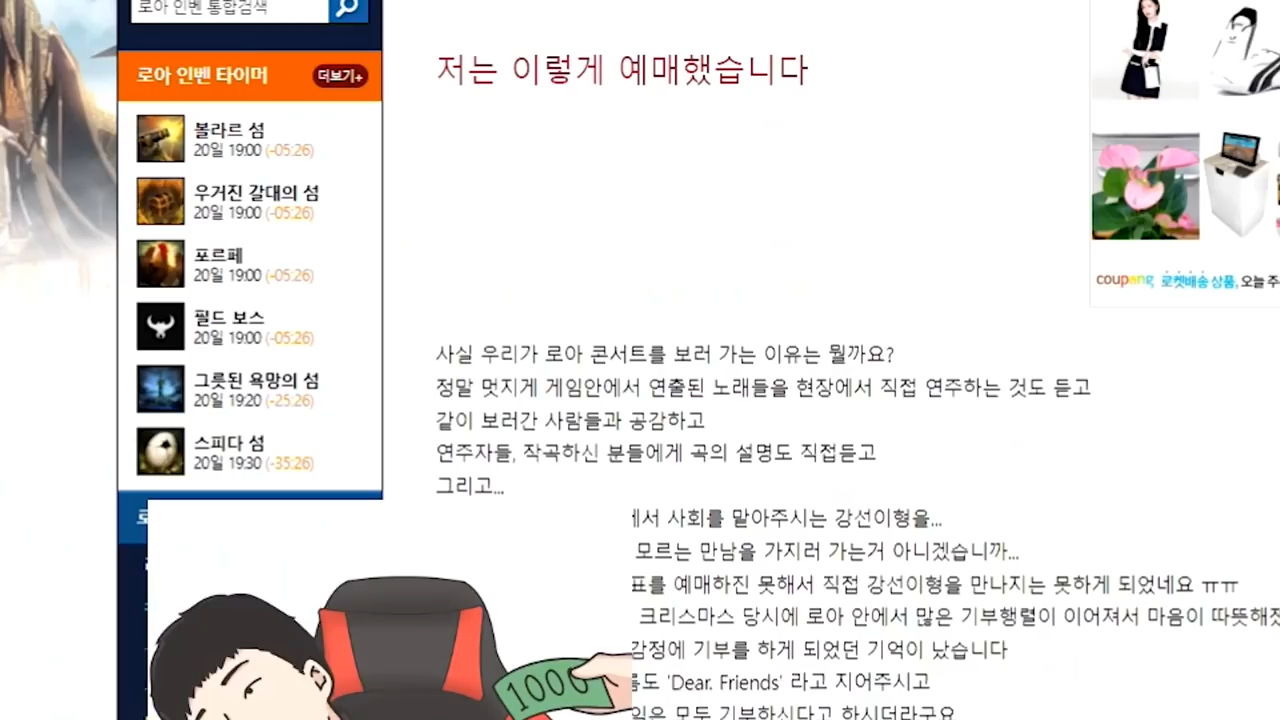 로아 인벤 통합검색
로아 인벤 타이머
더보기+
볼라르 섬
20일 19:00 (-05:26)
우거진 갈대의 섬
20일 19:00 (-05:26)
포르페
20일 19:00 (-05:26)
필드 보스
20일 19:00 (-05:26)
그릇된 욕망의 섬
20일 19:20 (-25:26)
스피다 섬
20일 19:30 (-35:26)
저는 이렇게 예매했습니다
사실 우리가 로아 콘서트를 보러 가는 이유는 뭘까요?
정말 멋지게 게임안에서 연출된 노래들을 현장에서 직접 연주하는 것도 듣고
같이 보러간 사람들과 공감하고
연주자들, 작곡하신 분들에게 곡의 설명도 직접듣고
그리고...
에서 사회를 맡아주시는 강선이형을...
모르는 만남을 가지러 가는거 아니겠습니까...
표를 예매하진 못해서 직접 강선이형을 만나지는 못하게 되었네요 ㅠㅠ
크리스마스 당시에 로아 안에서 많은 기부행렬이 이어져서 마음이 따뜻해졌
감정에 기부를 하게 되었던 기억이 났습니다
름도 'Dear. Friends' 라고 지어주시고
익은 모두 기부하신다고 하시더라구요
1000
coupang 로켓배송 상품, 오늘 주